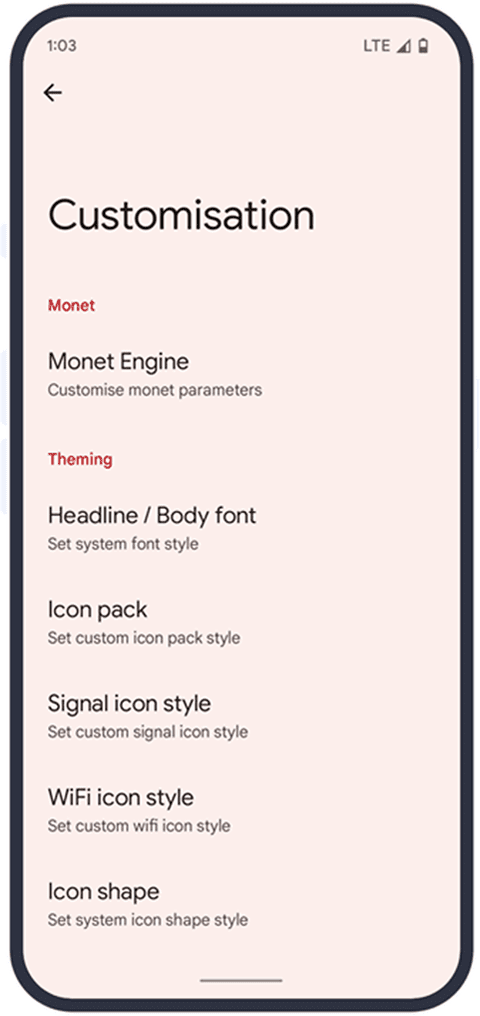 1:03 LTE
Customisation
Monet
Monet Engine
Customise monet parameters
Theming
Headline / Body font
Set system font style
Icon pack
Set custom icon pack style
Signal icon style
Set custom signal icon style
WiFi icon style
Set custom wifi icon style
Icon shape
Set system icon shape style